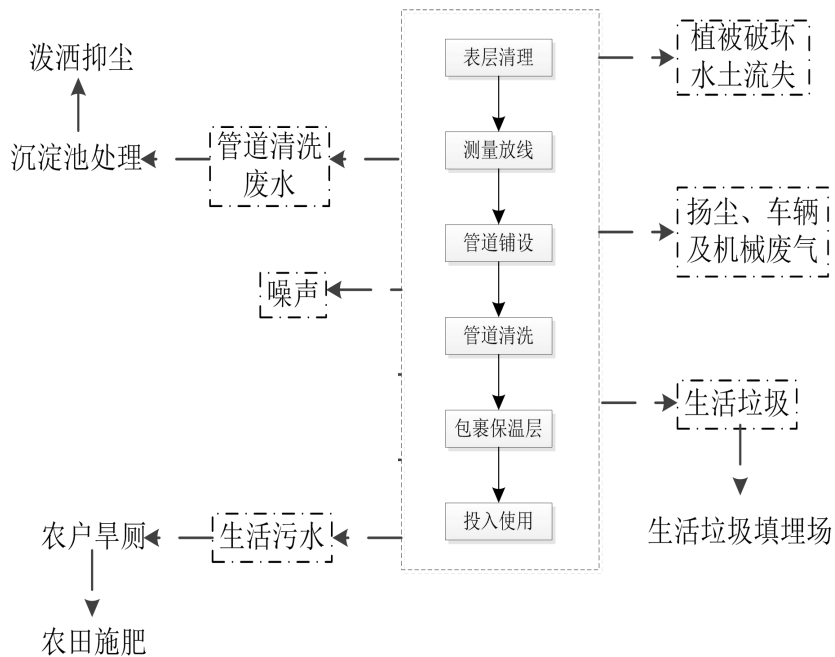 泼洒抑尘
沉淀池处理
管道清洗
废水
噪声
农户旱厕
生活污水
农田施肥
表层清理
测量放线
管道铺设
管道清洗
包裹保温层
投入使用
植被破坏
水土流失
扬尘、车辆
及机械废气
生活垃圾
生活垃圾填埋场